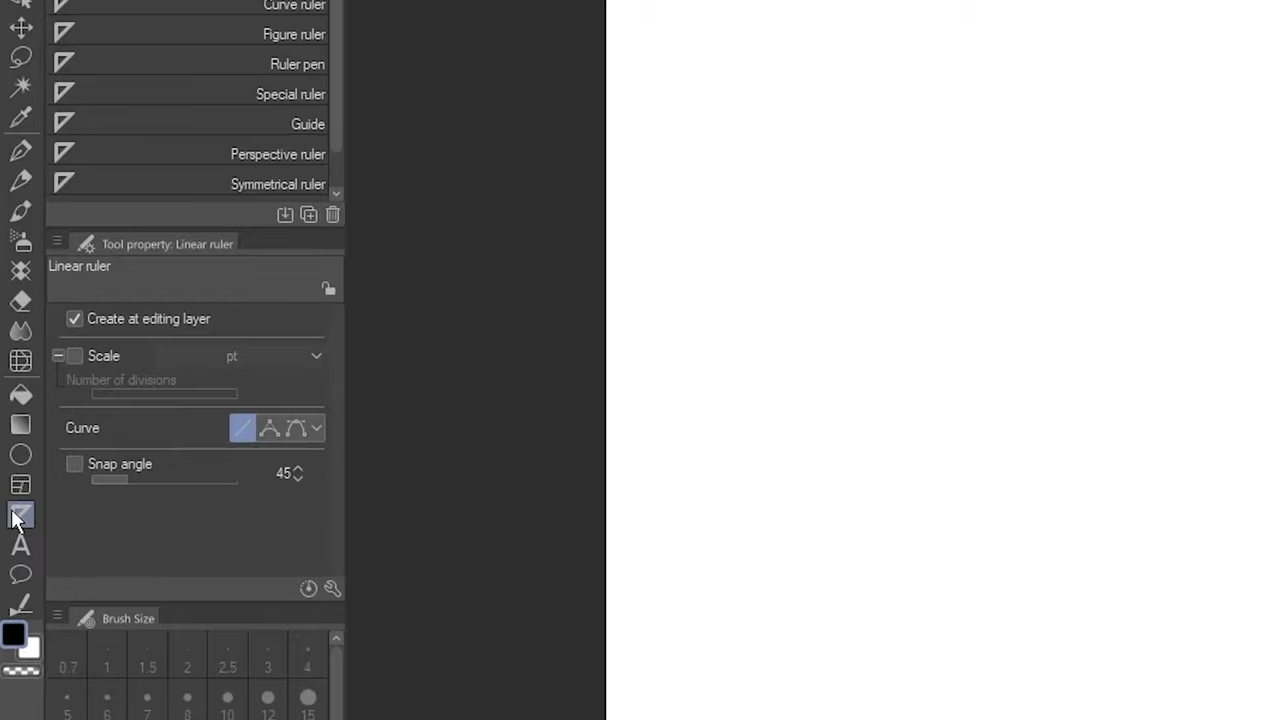 Curve ruler
Figure ruler
Ruler pen
Special ruler
Guide
Perspective ruler
Symmetrical ruler
Tool property: Linear ruler
Linear ruler
Create at editing layer
Scale pt
Number of divisions
Curve
Snap angle 45
A
Brush Size
0.7 1 1.5 2 2.5 3 4
5 6 7 8 10 12 15